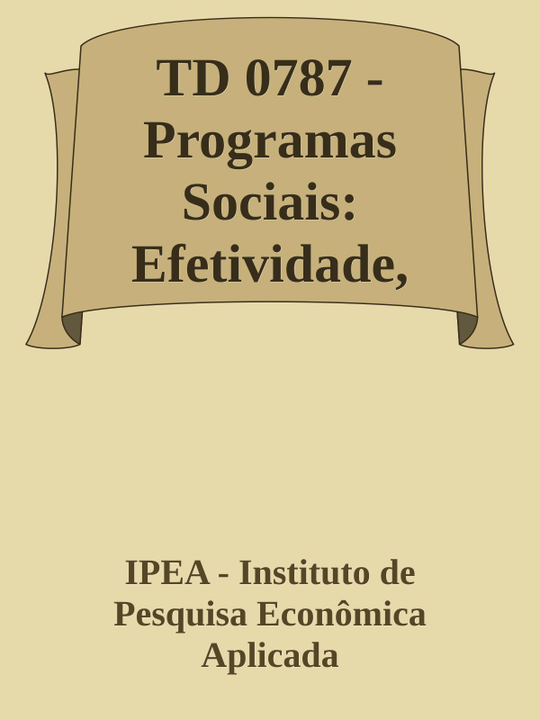 TD 0787 -
Programas
Sociais:
Efetividade,
IPEA - Instituto de
Pesquisa Econômica
Aplicada